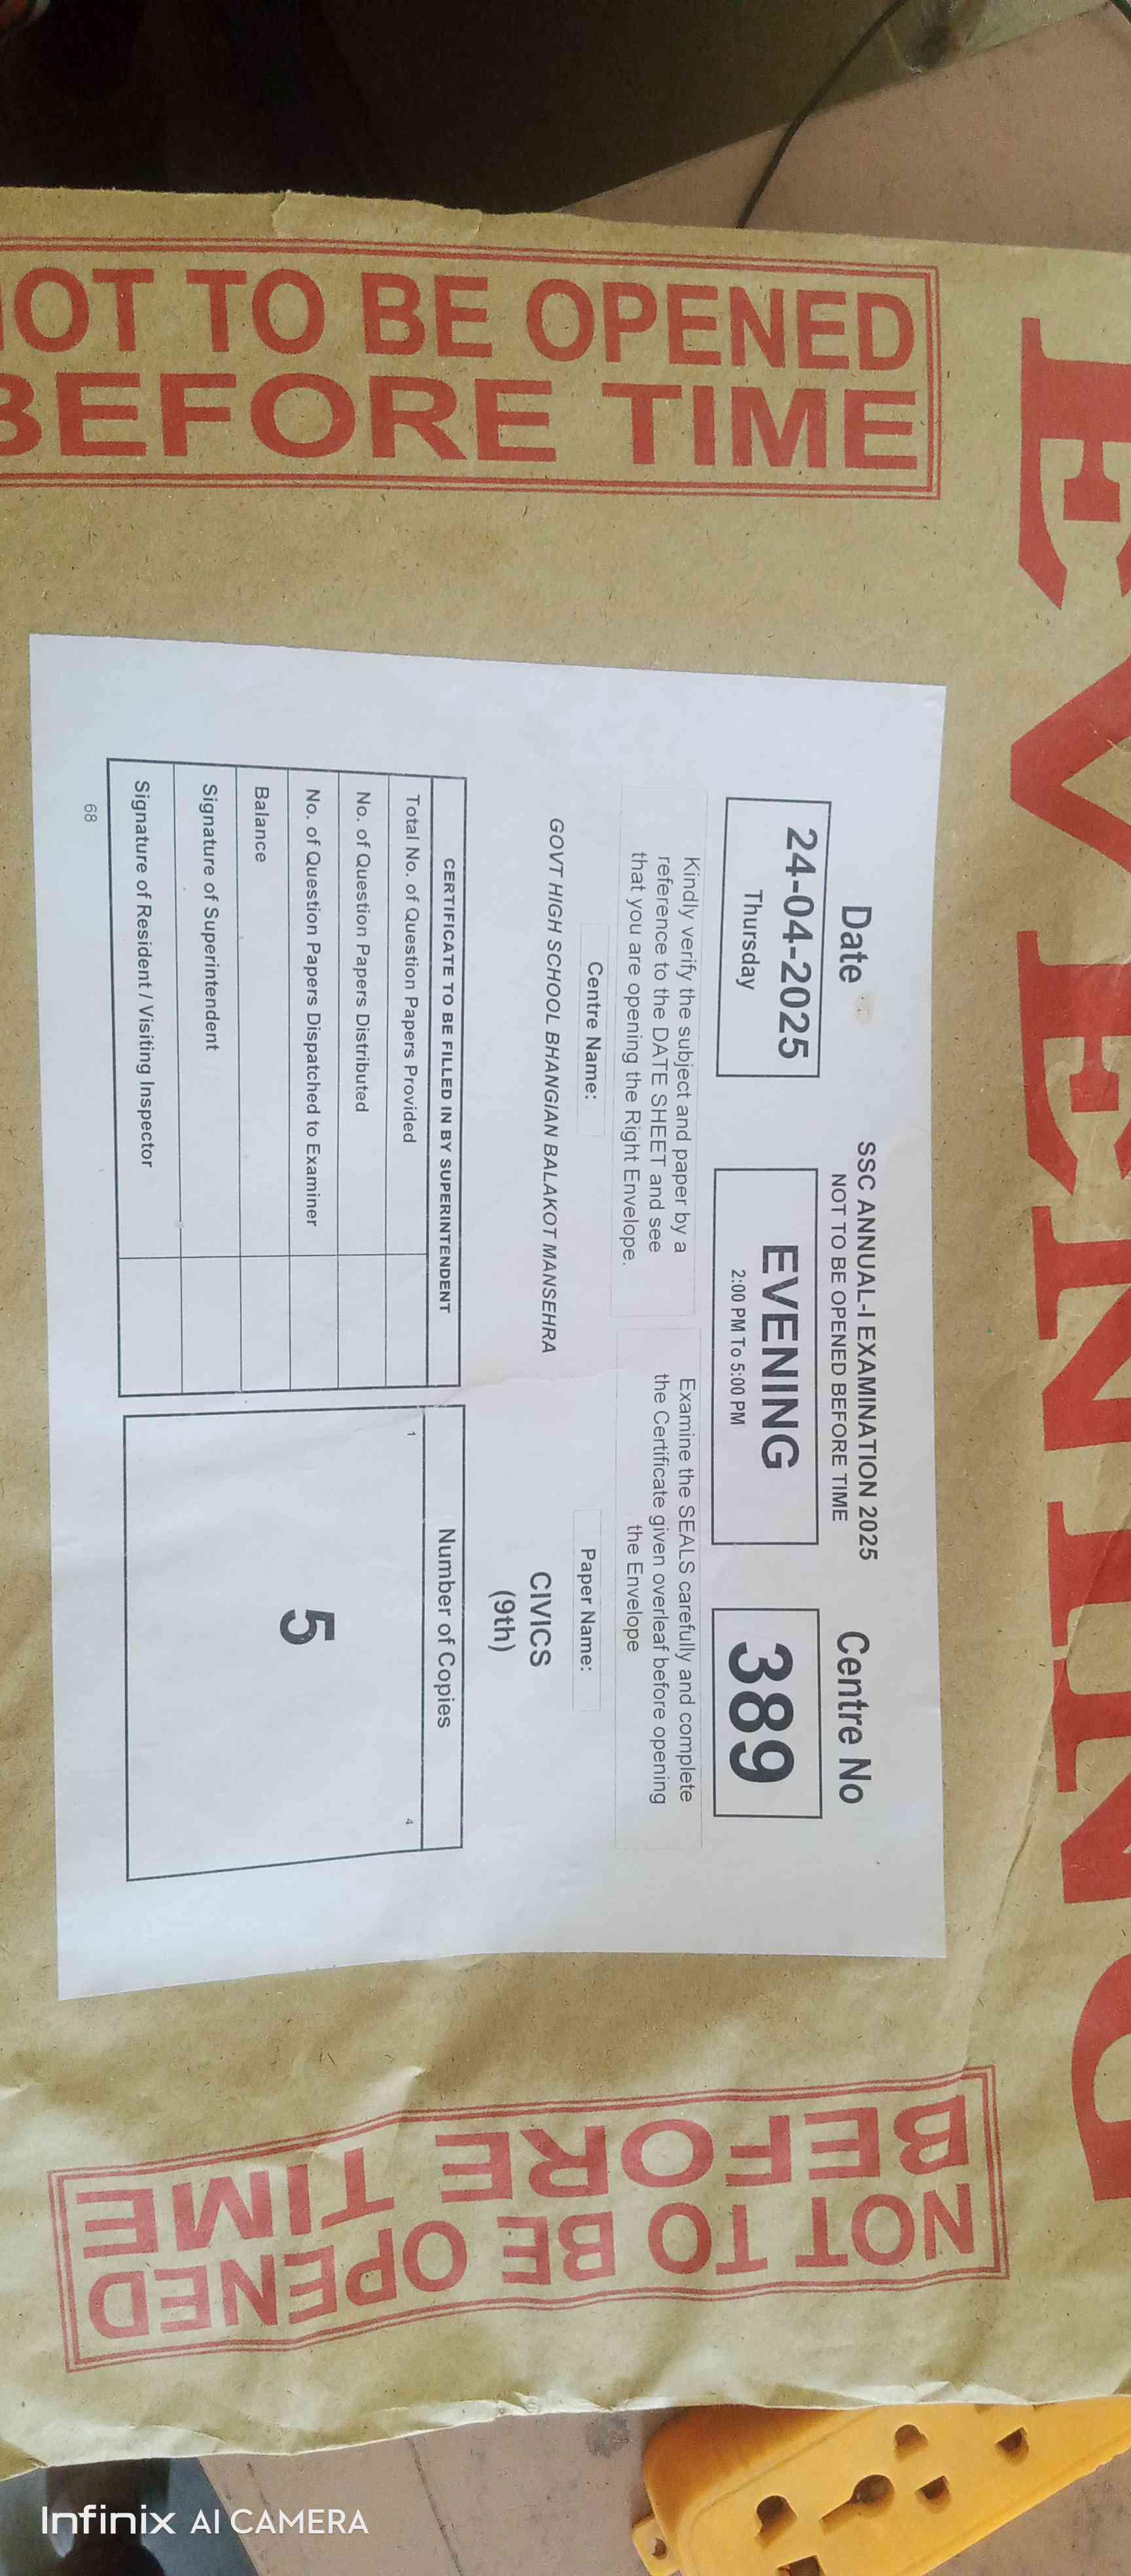 EVENING
OT TO BE OPENED
BEFORE TIME
SSC ANNUAL-I EXAMINATION 2025
NOT TO BE OPENED BEFORE TIME
Date
24-04-2025
Thursday
EVENING
2:00 PM To 5:00 PM
Centre No
389
Kindly verify the subject and paper by a
reference to the DATE SHEET and see
that you are opening the Right Envelope.
Examine the SEALS carefully and complete
the Certificate given overleaf before opening
the Envelope
Centre Name:
GOVT HIGH SCHOOL BHANGIAN BALAKOT MANSEHRA
Paper Name:
CIVICS
(9th)
CERTIFICATE TO BE FILLED IN BY SUPERINTENDENT
Total No. of Question Papers Provided
No. of Question Papers Distributed
No. of Question Papers Dispatched to Examiner
Balance
Signature of Superintendent
Signature of Resident / Visiting Inspector
Number of Copies
1
4
5
68
NOT TO BE OPENED
BEFORE TIME
Infinix AI CAMERA